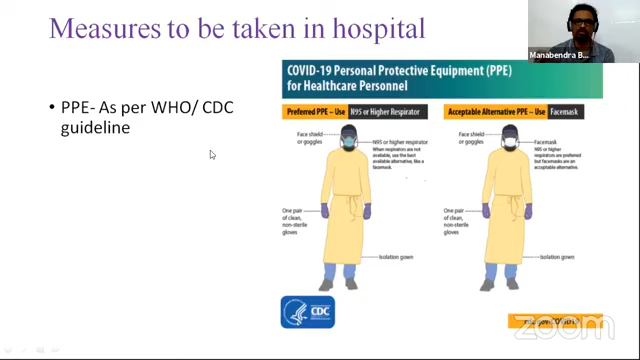 Measures to be taken in hospital
Manabendra B...
• PPE- As per WHO/ CDC
guideline
COVID-19 Personal Protective Equipment (PPE)
for Healthcare Personnel
Preferred PPE – Use N95 or Higher Respirator
Face shield
or goggles
N95 or higher respirator
When respirators are not
available, use the best
available alternative, like a
facemask.
One pair
of clean,
non-sterile
gloves
Isolation gown
CDC
Acceptable Alternative PPE – Use Facemask
Face shield
or goggles
Facemask
N95 or higher
respirators are preferred
but facemasks are an
acceptable alternative.
One pair
of clean,
non-sterile
gloves
Isolation gown
zoom